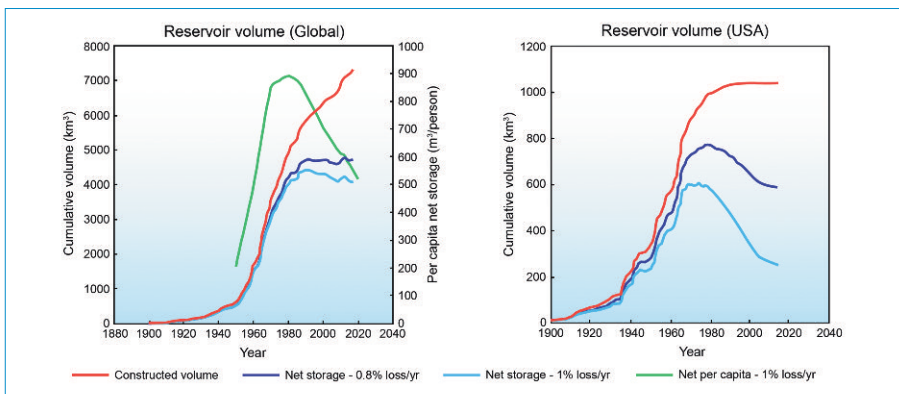 Reservoir volume (Global)
8000
7000
6000
5000
4000
3000
2000
1000
0
Cumulative volume (km³)
1000
900
800
700
600
500
400
300
200
100
0
Per capita net storage (m³/person)
1880 1900 1920 1940 1960 1980 2000 2020 2040
Year
Reservoir volume (USA)
1200
1000
800
600
400
200
0
Cumulative volume (km³)
1900 1920 1940 1960 1980 2000 2020 2040
Year
Constructed volume Net storage - 0.8% loss/yr Net storage - 1% loss/yr Net per capita - 1% loss/yr